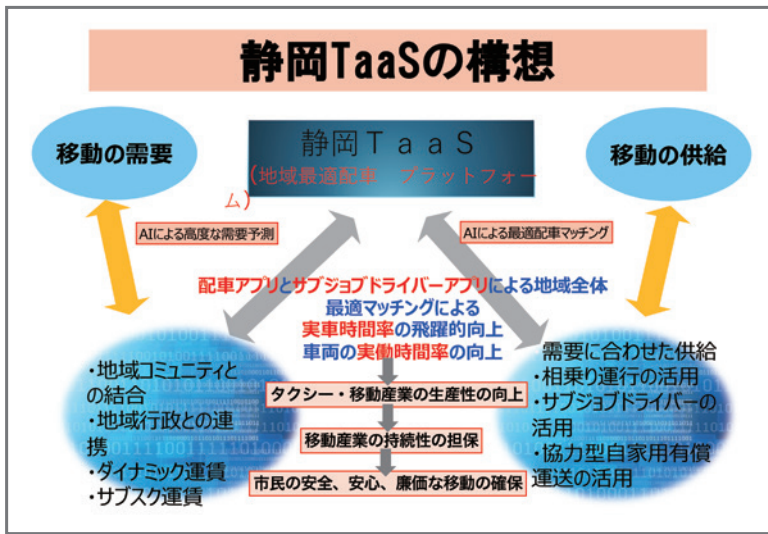 静岡TaaSの構想
移動の需要
静岡TaaS
(地域最適配車 プラットフォー
ム)
移動の供給
AIによる高度な需要予測
AIによる最適配車マッチング
配車アプリとサブジョブドライバーアプリによる地域全体
最適マッチングによる
実車時間率の飛躍的向上
車両の実働時間率の向上
・地域コミュニティと
の結合
・地域行政との連
携
・ダイナミック運賃
・サブスク運賃
タクシー・移動産業の生産性の向上
移動産業の持続性の担保
市民の安全、安心、廉価な移動の確保
需要に合わせた供給
・相乗り運行の活用
・サブジョブドライバーの
活用
・協力型自家用有償
運送の活用